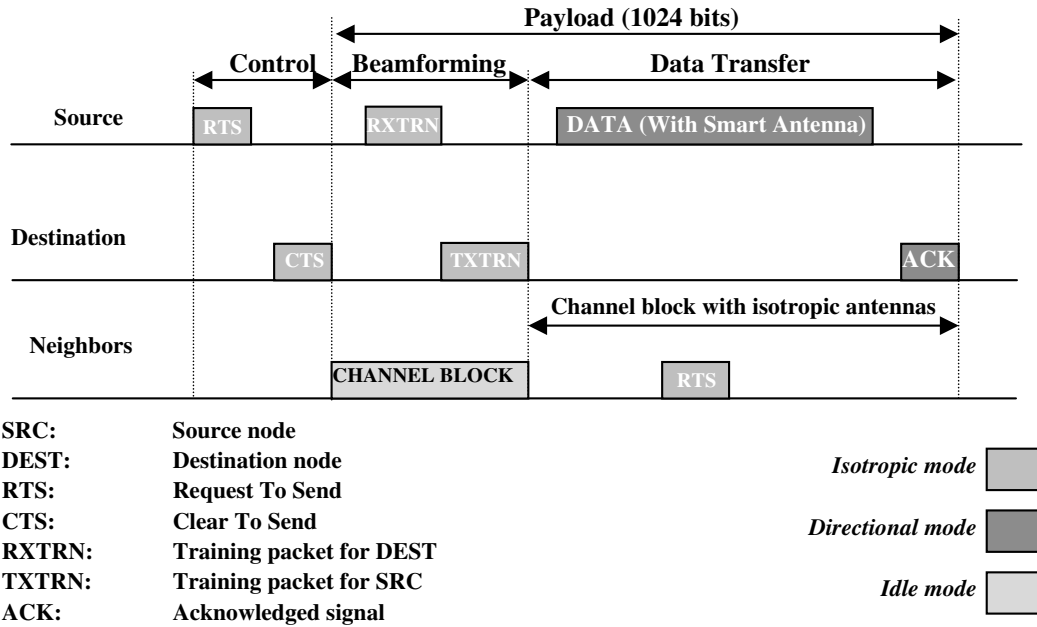 Payload (1024 bits)
Control Beamforming Data Transfer
Source
RTS RXTRN DATA (With Smart Antenna)
Destination
CTS TXTRN ACK
Channel block with isotropic antennas
Neighbors
CHANNEL BLOCK RTS
SRC: Source node
DEST: Destination node
RTS: Request To Send
CTS: Clear To Send
RXTRN: Training packet for DEST
TXTRN: Training packet for SRC
ACK: Acknowledged signal
Isotropic mode
Directional mode
Idle mode